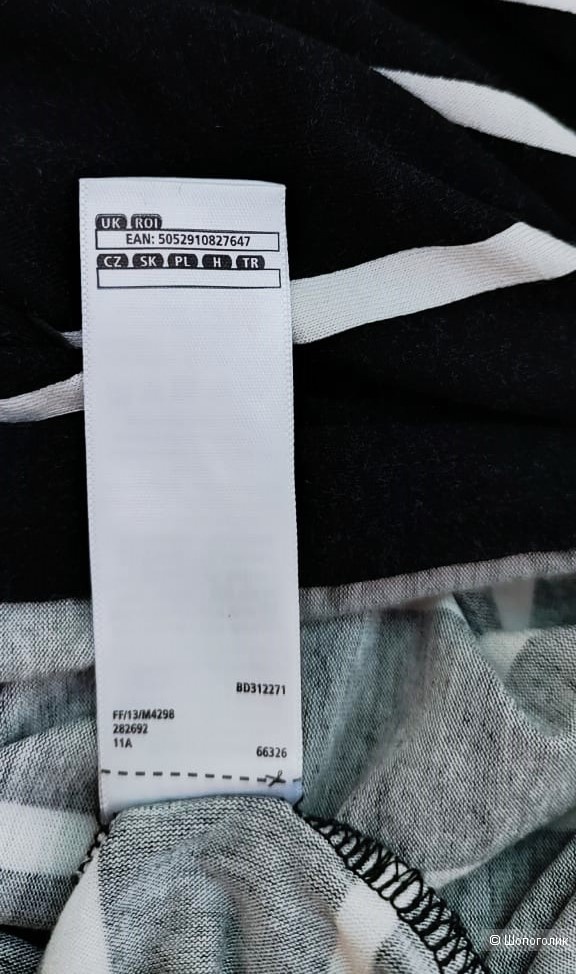 UK ROI
EAN: 5052910827647
CZ SK PL H TR
BD312271
FF/13/M4298
282692
11A
66326
© Шопоголик